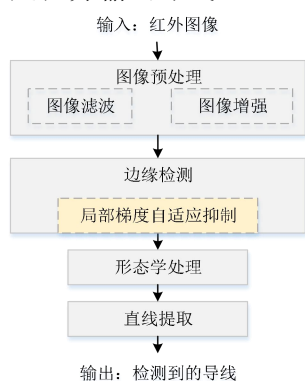 输入：红外图像
图像预处理
图像滤波 图像增强
边缘检测
局部梯度自适应抑制
形态学处理
直线提取
输出：检测到的导线